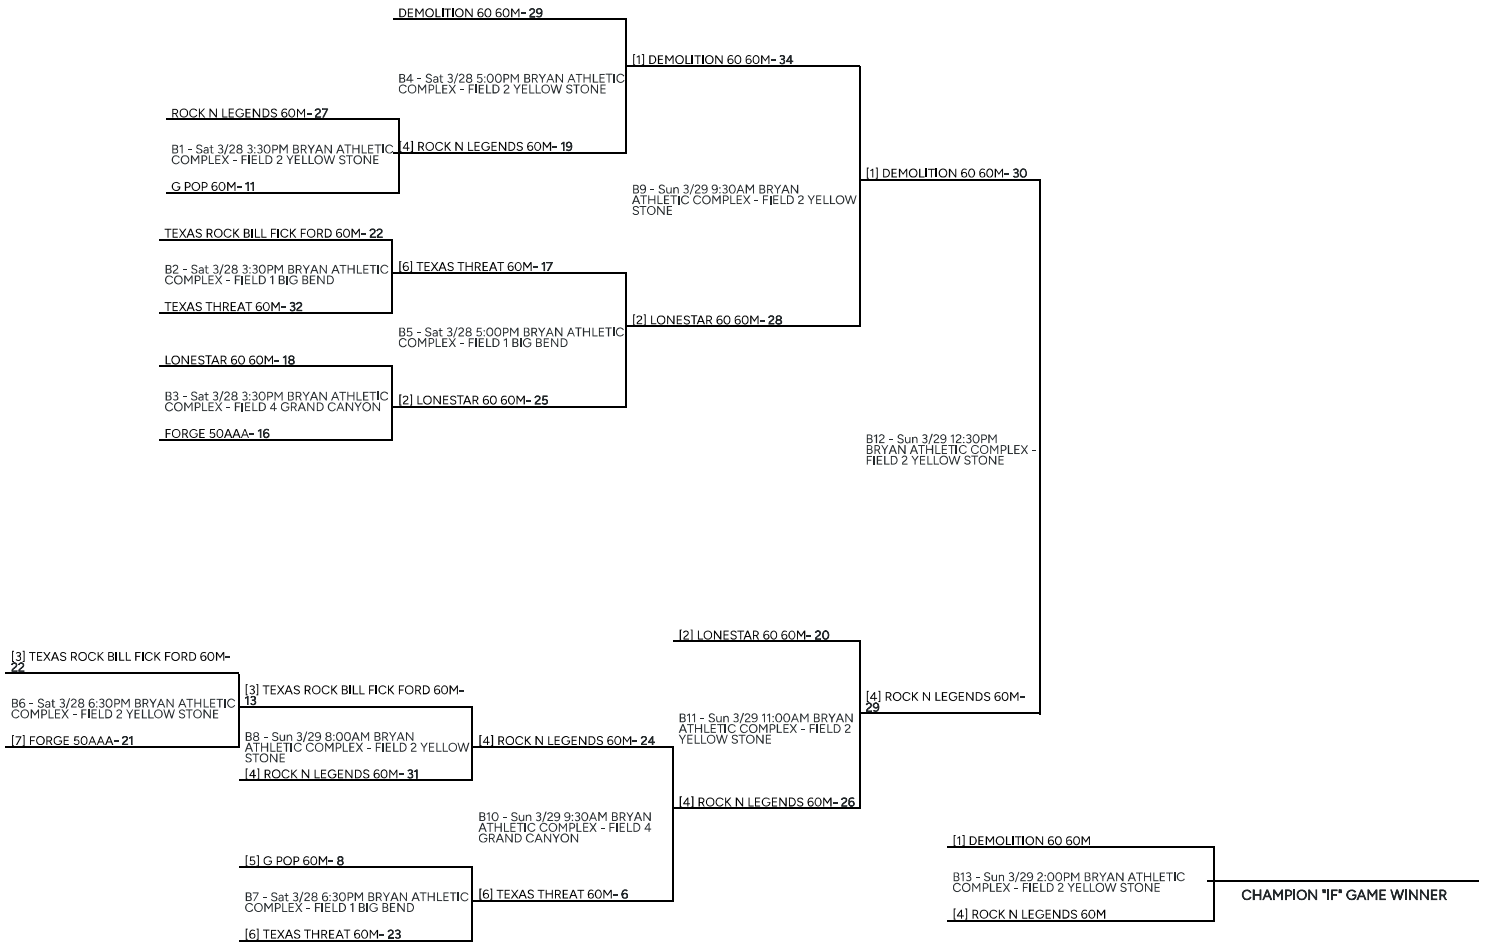 DEMOLITION 60 60M- 29
[1] DEMOLITION 60 60M- 34
B4 - Sat 3/28 5:00PM BRYAN ATHLETIC
COMPLEX - FIELD 2 YELLOW STONE
ROCK N LEGENDS 60M- 27
B1 - Sat 3/28 3:30PM BRYAN ATHLETIC
COMPLEX - FIELD 2 YELLOW STONE
[4] ROCK N LEGENDS 60M- 19
G POP 60M- 11
[1] DEMOLITION 60 60M- 30
B9 - Sun 3/29 9:30AM BRYAN
ATHLETIC COMPLEX - FIELD 2 YELLOW
STONE
TEXAS ROCK BILL FICK FORD 60M- 22
B2 - Sat 3/28 3:30PM BRYAN ATHLETIC
COMPLEX - FIELD 1 BIG BEND
[6] TEXAS THREAT 60M- 17
TEXAS THREAT 60M- 32
[2] LONESTAR 60 60M- 28
B5 - Sat 3/28 5:00PM BRYAN ATHLETIC
COMPLEX - FIELD 1 BIG BEND
LONESTAR 60 60M- 18
B3 - Sat 3/28 3:30PM BRYAN ATHLETIC
COMPLEX - FIELD 4 GRAND CANYON
[2] LONESTAR 60 60M- 25
FORGE 50AAA- 16
B12 - Sun 3/29 12:30PM
BRYAN ATHLETIC COMPLEX -
FIELD 2 YELLOW STONE
[2] LONESTAR 60 60M- 20
[3] TEXAS ROCK BILL FICK FORD 60M-
22
[3] TEXAS ROCK BILL FICK FORD 60M-
13
B6 - Sat 3/28 6:30PM BRYAN ATHLETIC
COMPLEX - FIELD 2 YELLOW STONE
[4] ROCK N LEGENDS 60M-
29
B11 - Sun 3/29 11:00AM BRYAN
ATHLETIC COMPLEX - FIELD 2
YELLOW STONE
[7] FORGE 50AAA- 21
B8 - Sun 3/29 8:00AM BRYAN
ATHLETIC COMPLEX - FIELD 2 YELLOW
STONE
[4] ROCK N LEGENDS 60M- 24
[4] ROCK N LEGENDS 60M- 31
[4] ROCK N LEGENDS 60M- 26
B10 - Sun 3/29 9:30AM BRYAN
ATHLETIC COMPLEX - FIELD 4
GRAND CANYON
[1] DEMOLITION 60 60M
[5] G POP 60M- 8
B13 - Sun 3/29 2:00PM BRYAN ATHLETIC
COMPLEX - FIELD 2 YELLOW STONE
CHAMPION "IF" GAME WINNER
B7 - Sat 3/28 6:30PM BRYAN ATHLETIC
COMPLEX - FIELD 1 BIG BEND
[6] TEXAS THREAT 60M- 6
[4] ROCK N LEGENDS 60M
[6] TEXAS THREAT 60M- 23